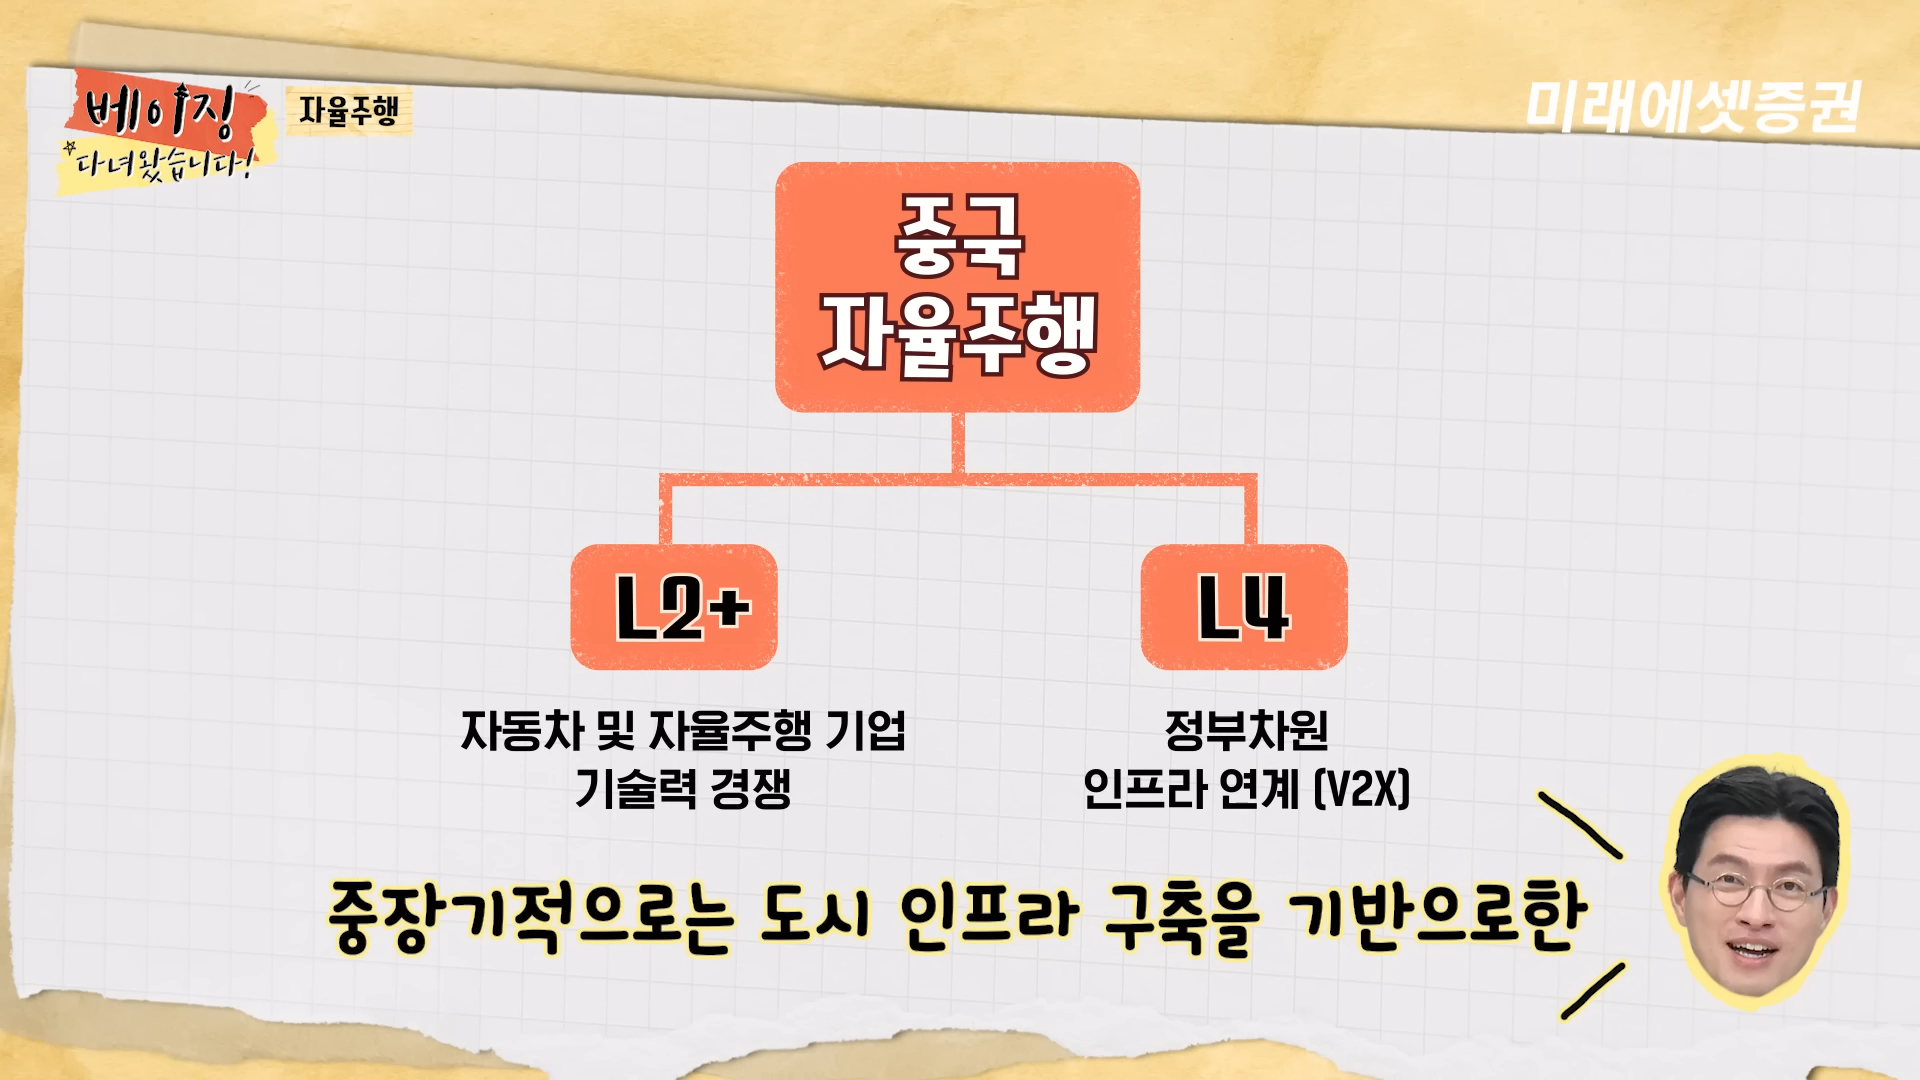 베이징
다녀왔습니다!
자율주행
미래에셋증권
중국
자율주행
L2+
L4
자동차 및 자율주행 기업
기술력 경쟁
정부차원
인프라 연계 (V2X)
중장기적으로는 도시 인프라 구축을 기반으로한